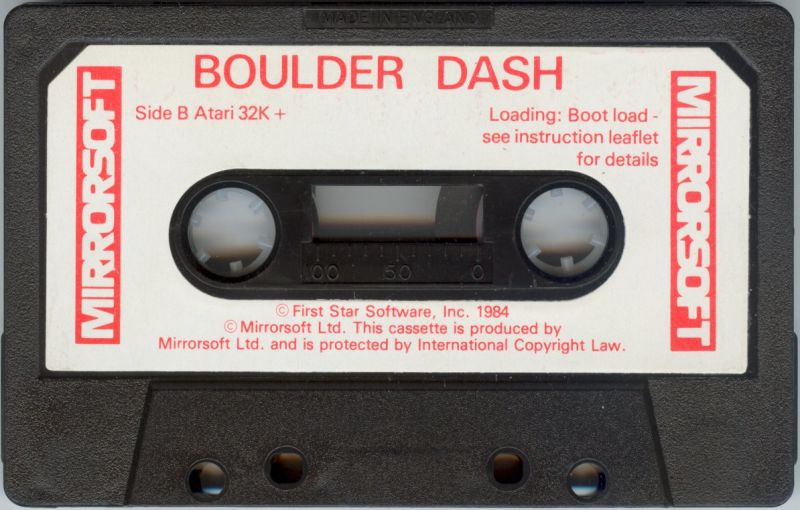 MADE IN ENGLAND
BOULDER DASH
MIRRORSOFT
Side B Atari 32K +
Loading: Boot load -
see instruction leaflet
for details
MIRRORSOFT
100 50 0
© First Star Software, Inc. 1984
© Mirrorsoft Ltd. This cassette is produced by
Mirrorsoft Ltd. and is protected by International Copyright Law.